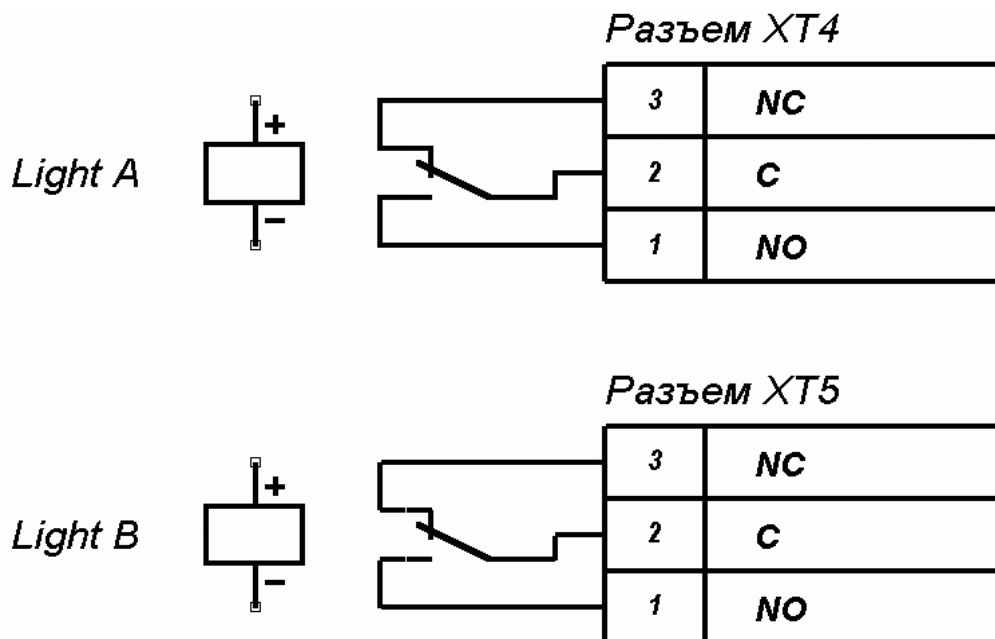 Разъем XT4
3 NC
+
Light A
2 C
−
1 NO
Разъем XT5
3 NC
+
Light B
2 C
−
1 NO